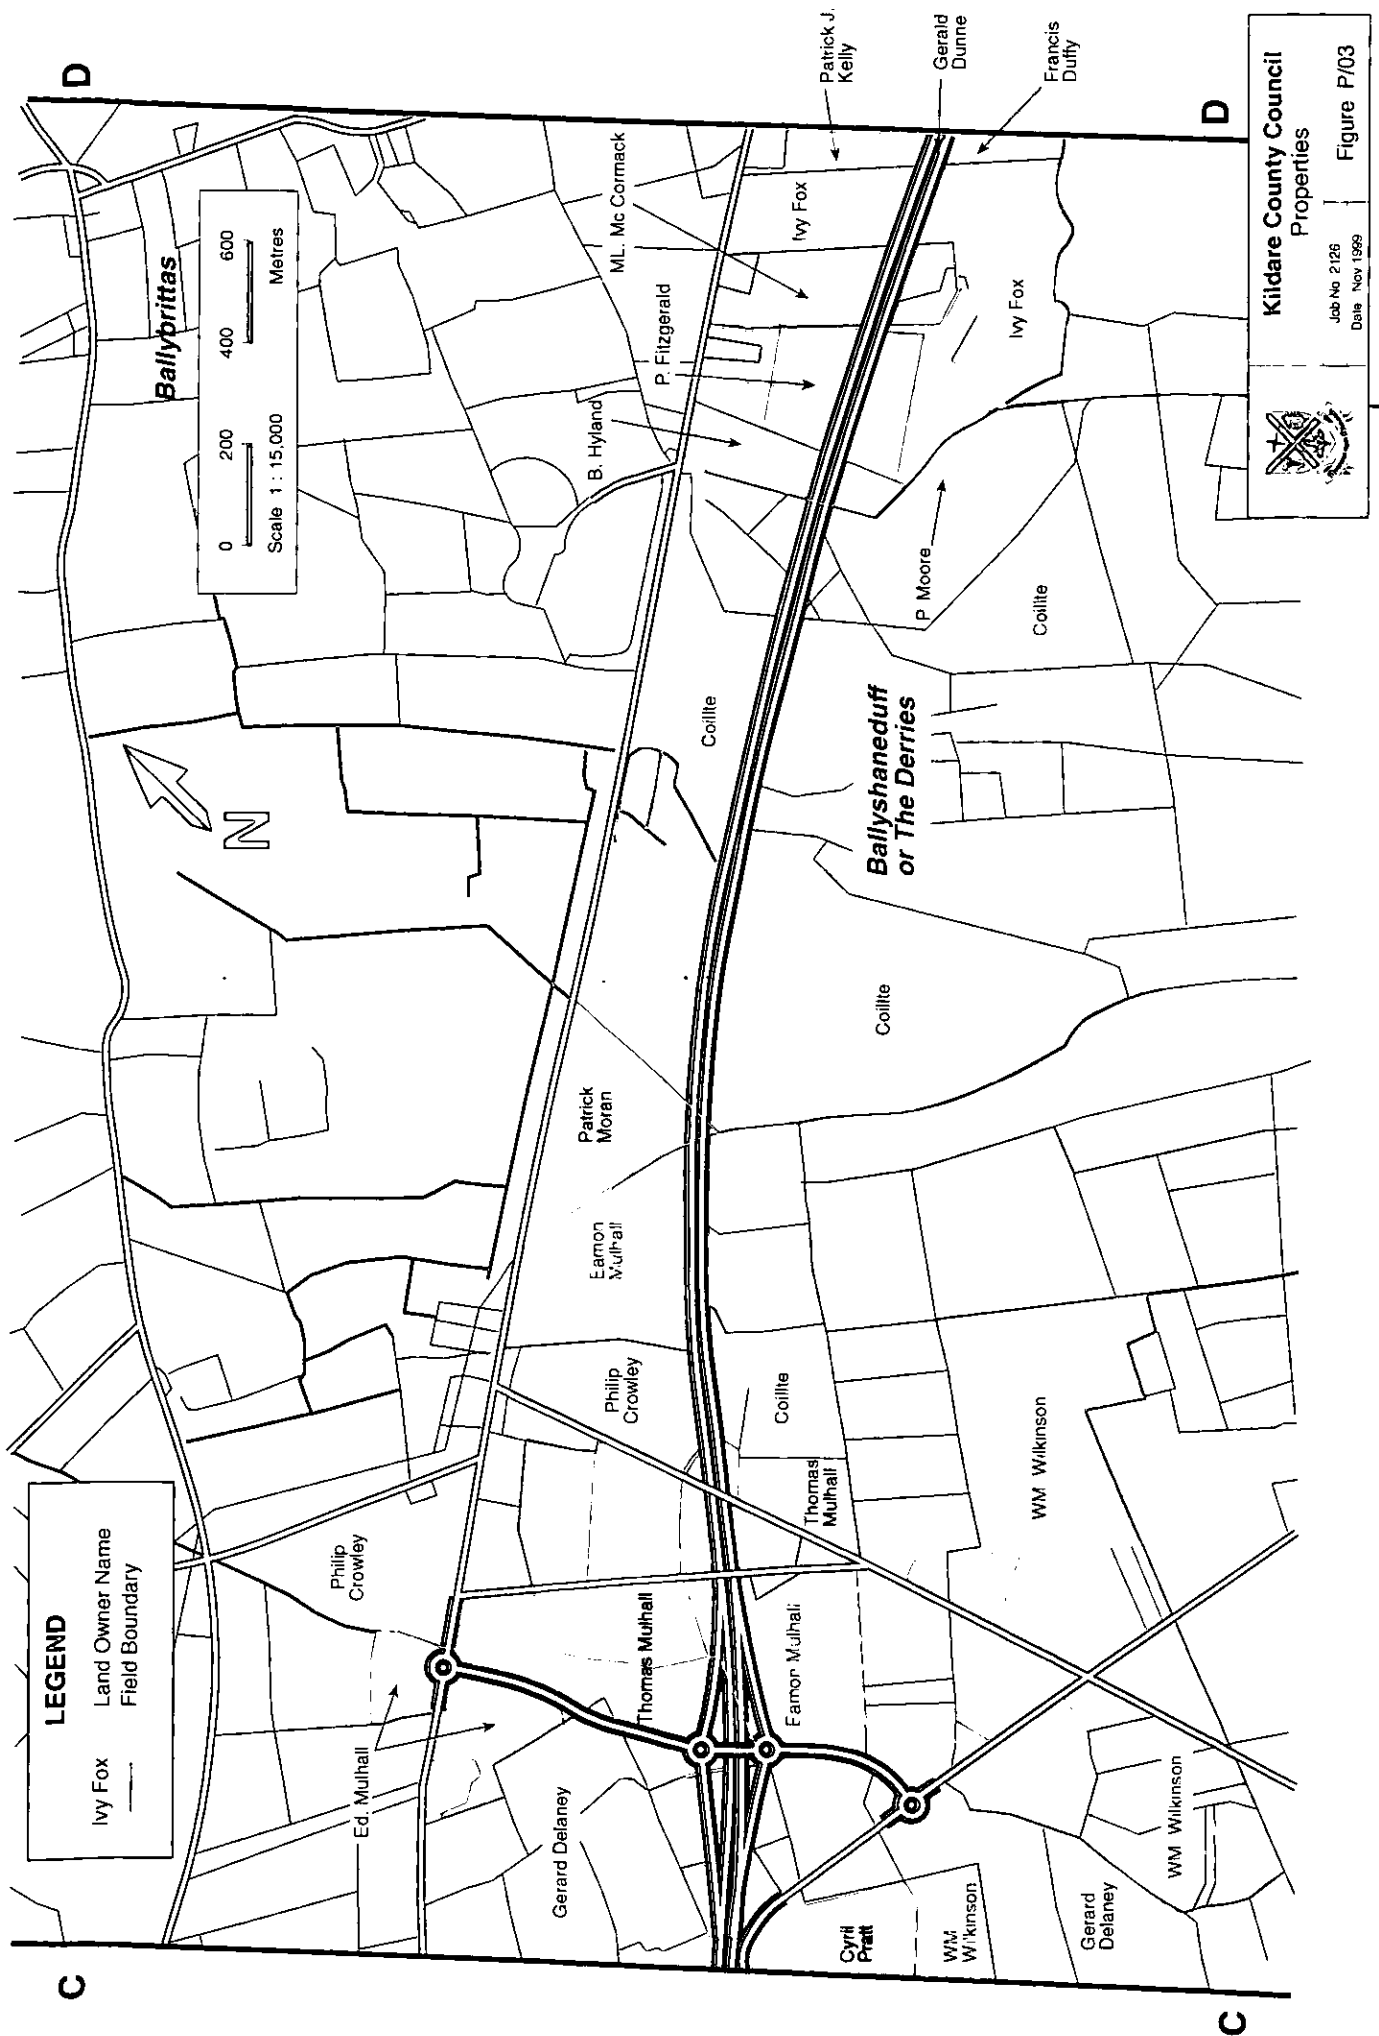 C
C
D
D
LEGEND
Ivy Fox
Land Owner Name
Field Boundary
Ballybrittas
0
200
400
600
Scale 1 : 15,000
Metres
N
Philip
Crowley
Ed. Mulhall
Gerard Delaney
Thomas Mulhall
Philip
Crowley
Eamon
Mulhall
Patrick
Moran
Coillte
B. Hyland
P. Fitzgerald
ML. Mc Cormack
Ivy Fox
Patrick J.
Kelly
Gerald
Dunne
Francis
Duffy
Ivy Fox
P Moore
Coillte
Ballyshaneduff
or The Derries
Coillte
Coillte
Thomas
Mulhall
Eamon Mulhall
WM Wilkinson
Cyril
Pratt
WM
Wilkinson
Gerard
Delaney
WM Wilkinson
Kildare County Council
Properties
Job No 2126
Date Nov 1999
Figure P/03